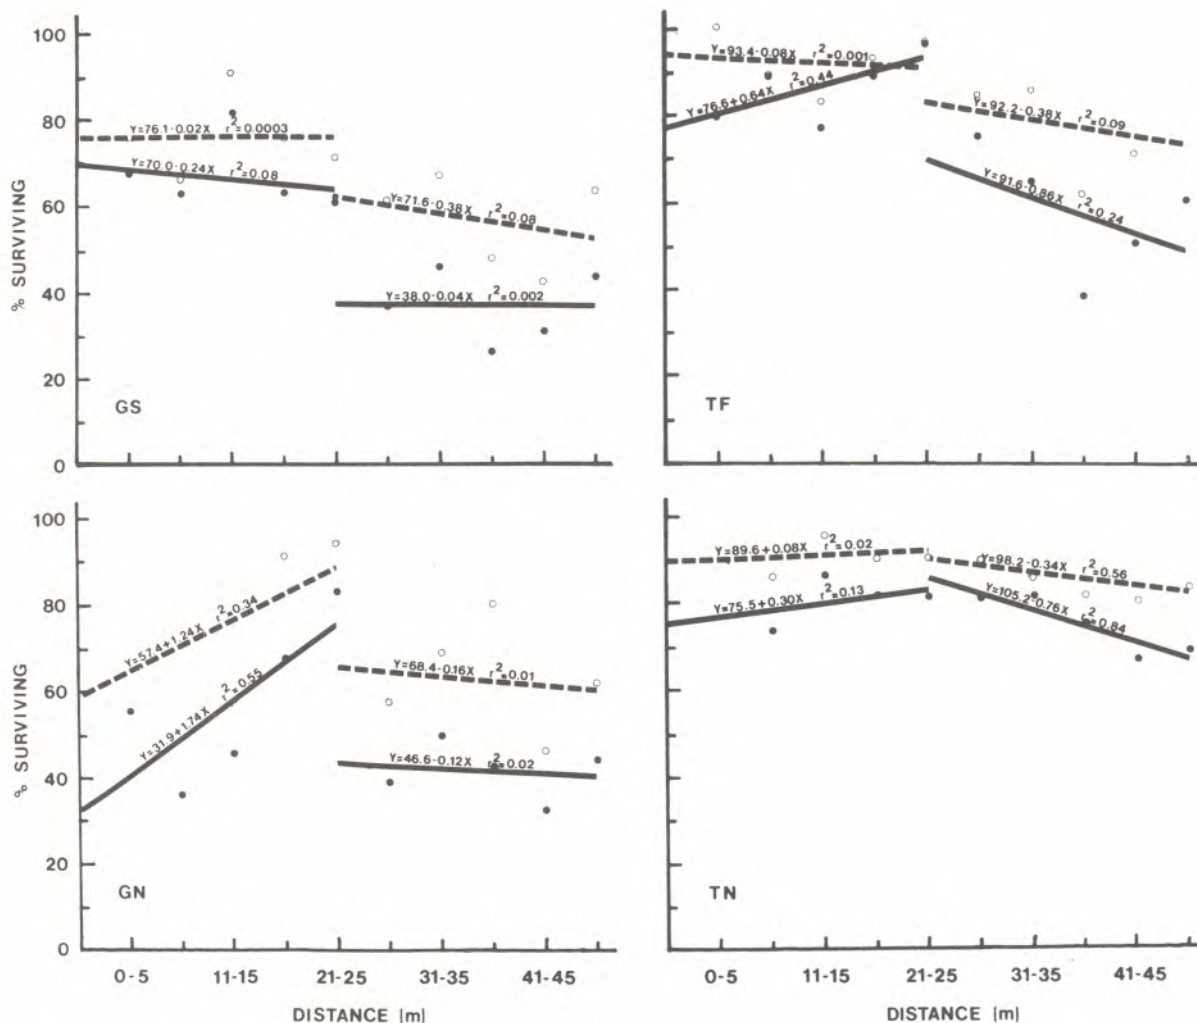 100
80
60
40
20
0
% SURVIVING
Y=76.1-0.02X r²=0.0003
Y=70.0-0.24X r²=0.08
Y=71.6-0.38X r²=0.08
Y=38.0-0.04X r²=0.002
GS
Y=93.4-0.08X r²=0.001
Y=76.6+0.64X r²=0.44
Y=92.2-0.38X r²=0.09
Y=91.6-0.86X r²=0.24
TF
100
80
60
40
20
0
% SURVIVING
Y=57.4+1.24X r²=0.34
Y=31.9+1.74X r²=0.55
Y=68.4-0.16X r²=0.01
Y=46.6-0.12X r²=0.02
GN
0-5 11-15 21-25 31-35 41-45
DISTANCE [m]
Y=89.6+0.08X r²=0.02
Y=75.5+0.30X r²=0.13
Y=98.2-0.34X r²=0.56
Y=105.2-0.76X r²=0.84
TN
0-5 11-15 21-25 31-35 41-45
DISTANCE [m]